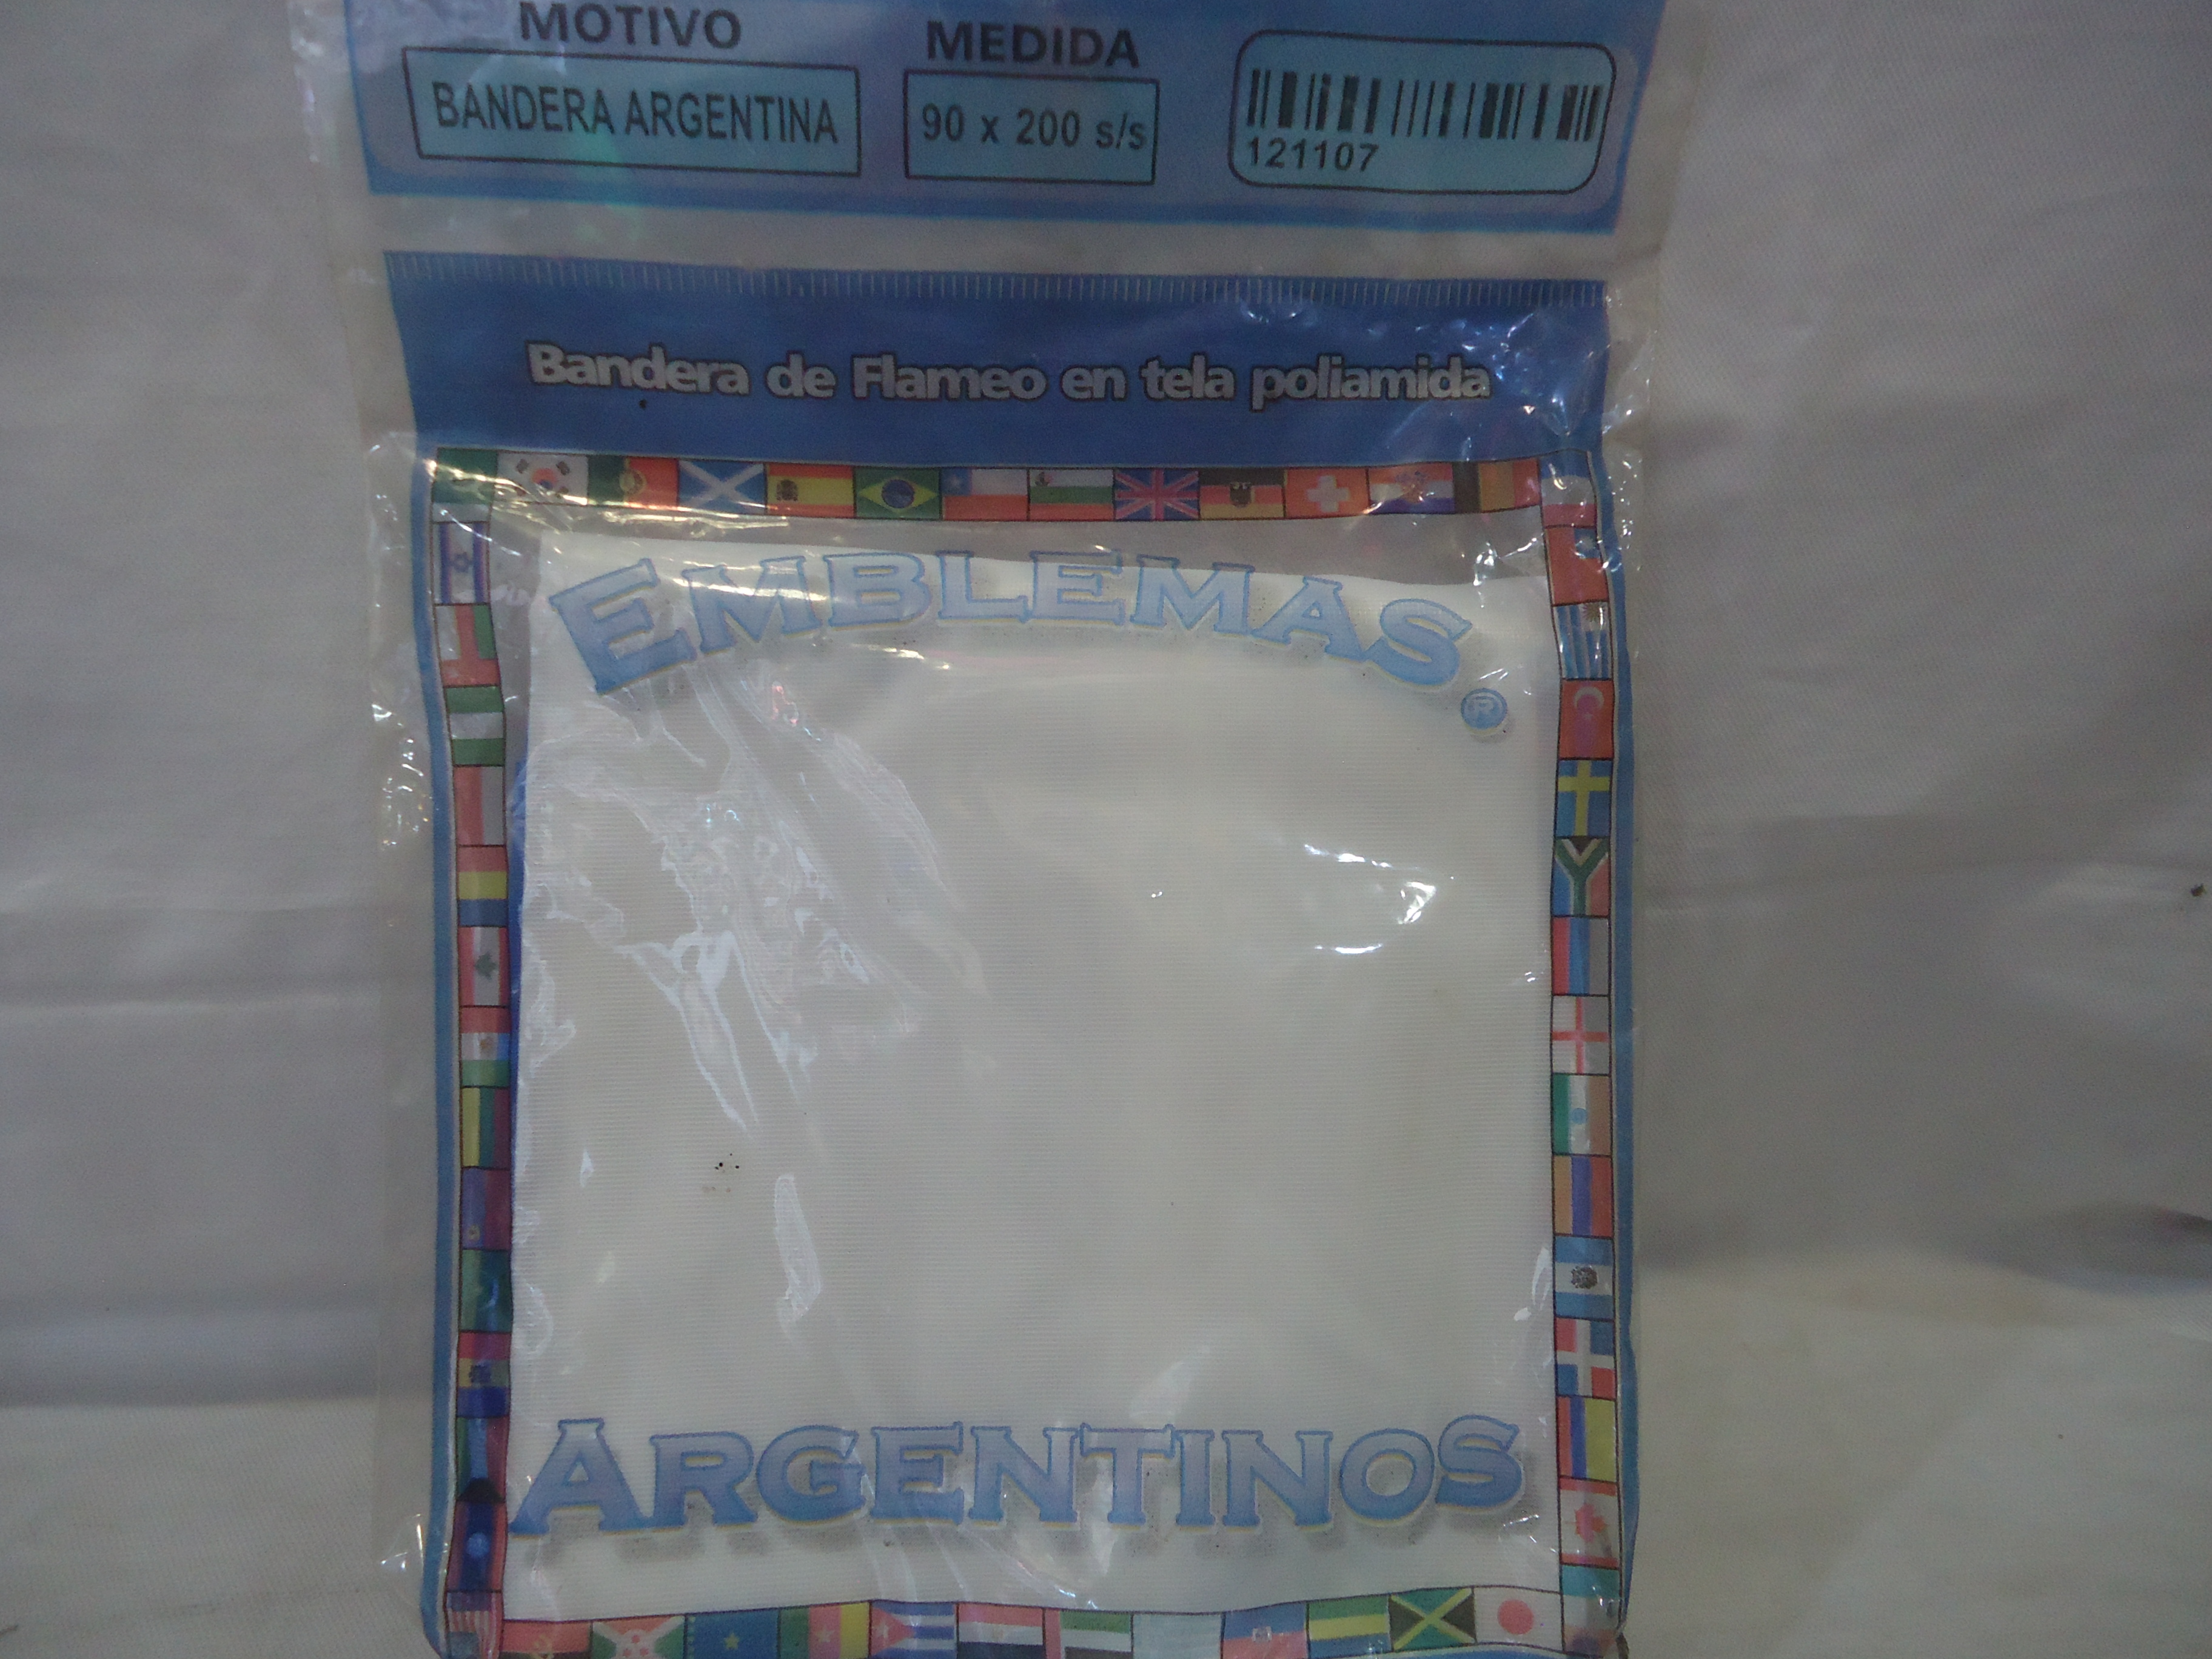 MOTIVO
MEDIDA
BANDERA ARGENTINA
90 x 200 s/s
121107
Bandera de Flameo en tela poliamida
EMBLEMAS
®
ARGENTINOS